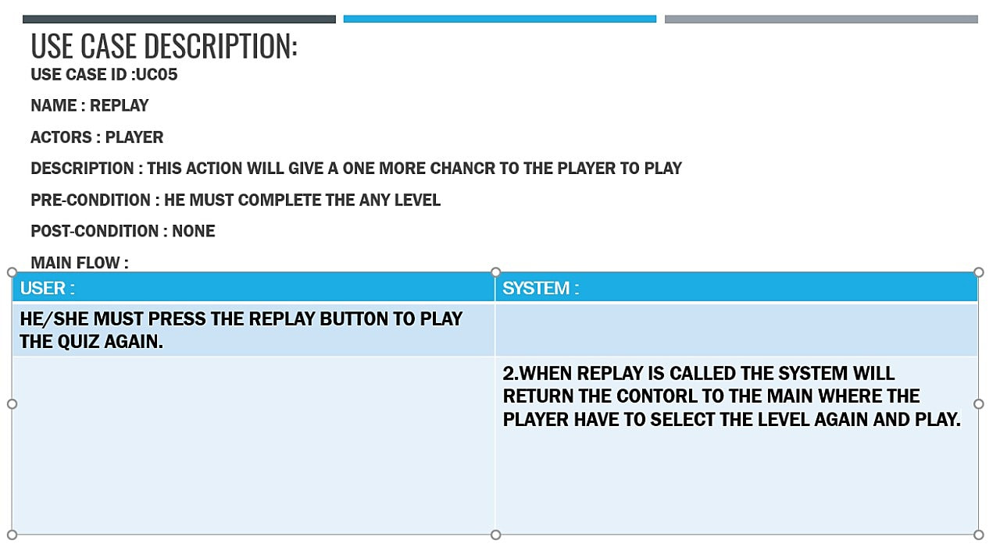 USE CASE DESCRIPTION:
USE CASE ID :UC05
NAME : REPLAY
ACTORS : PLAYER
DESCRIPTION : THIS ACTION WILL GIVE A ONE MORE CHANCR TO THE PLAYER TO PLAY
PRE-CONDITION : HE MUST COMPLETE THE ANY LEVEL
POST-CONDITION : NONE
MAIN FLOW :
USER :
SYSTEM :
HE/SHE MUST PRESS THE REPLAY BUTTON TO PLAY
THE QUIZ AGAIN.
2.WHEN REPLAY IS CALLED THE SYSTEM WILL
RETURN THE CONTORL TO THE MAIN WHERE THE
PLAYER HAVE TO SELECT THE LEVEL AGAIN AND PLAY.